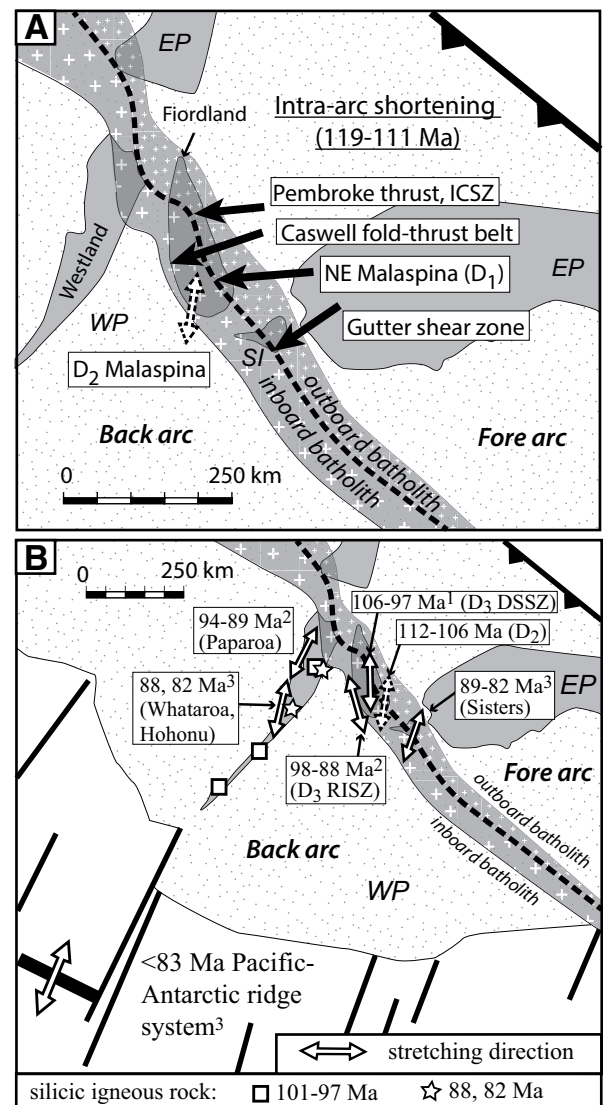 A
EP
Fiordland
Intra-arc shortening
(119-111 Ma)
Pembroke thrust, ICSZ
Caswell fold-thrust belt
Westland
EP
NE Malaspina (D1)
WP
Gutter shear zone
D2 Malaspina
SI
Back arc
outboard batholith
inboard batholith
Fore arc
0 250 km
B
0 250 km
106-97 Ma1 (D3 DSSZ)
94-89 Ma2
(Paparoa)
112-106 Ma (D2)
88, 82 Ma3
(Whataroa,
Hohonu)
89-82 Ma3
(Sisters)
EP
98-88 Ma2
(D3 RISZ)
Fore arc
Back arc
outboard batholith
inboard batholith
WP
<83 Ma Pacific-
Antarctic ridge
system3
stretching direction
silicic igneous rock: 101-97 Ma 88, 82 Ma